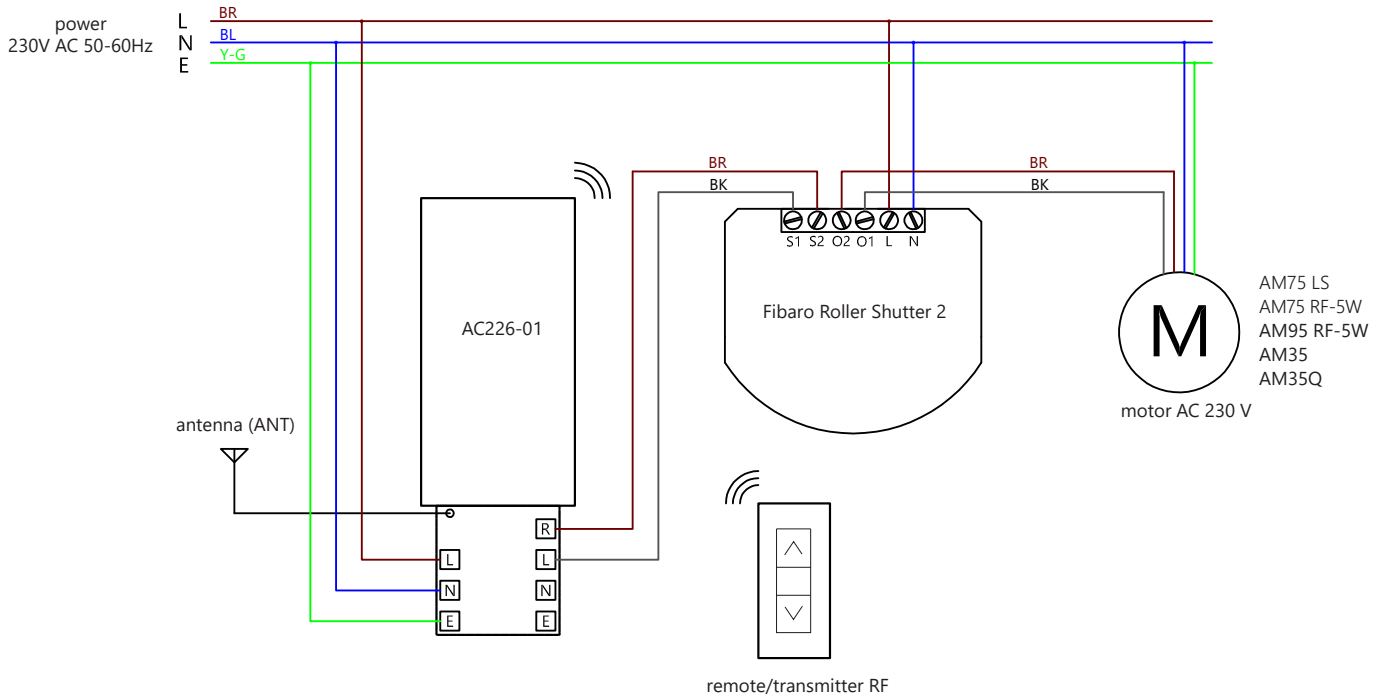 power
230V AC 50-60Hz
L
N
E
BR
BL
Y-G
BR
BK
BR
BK
S1 S2 O2 O1 L N
Fibaro Roller Shutter 2
AC226-01
M
AM75 LS
AM75 RF-5W
AM95 RF-5W
AM35
AM35Q
motor AC 230 V
antenna (ANT)
R
L L
N N
E E
remote/transmitter RF